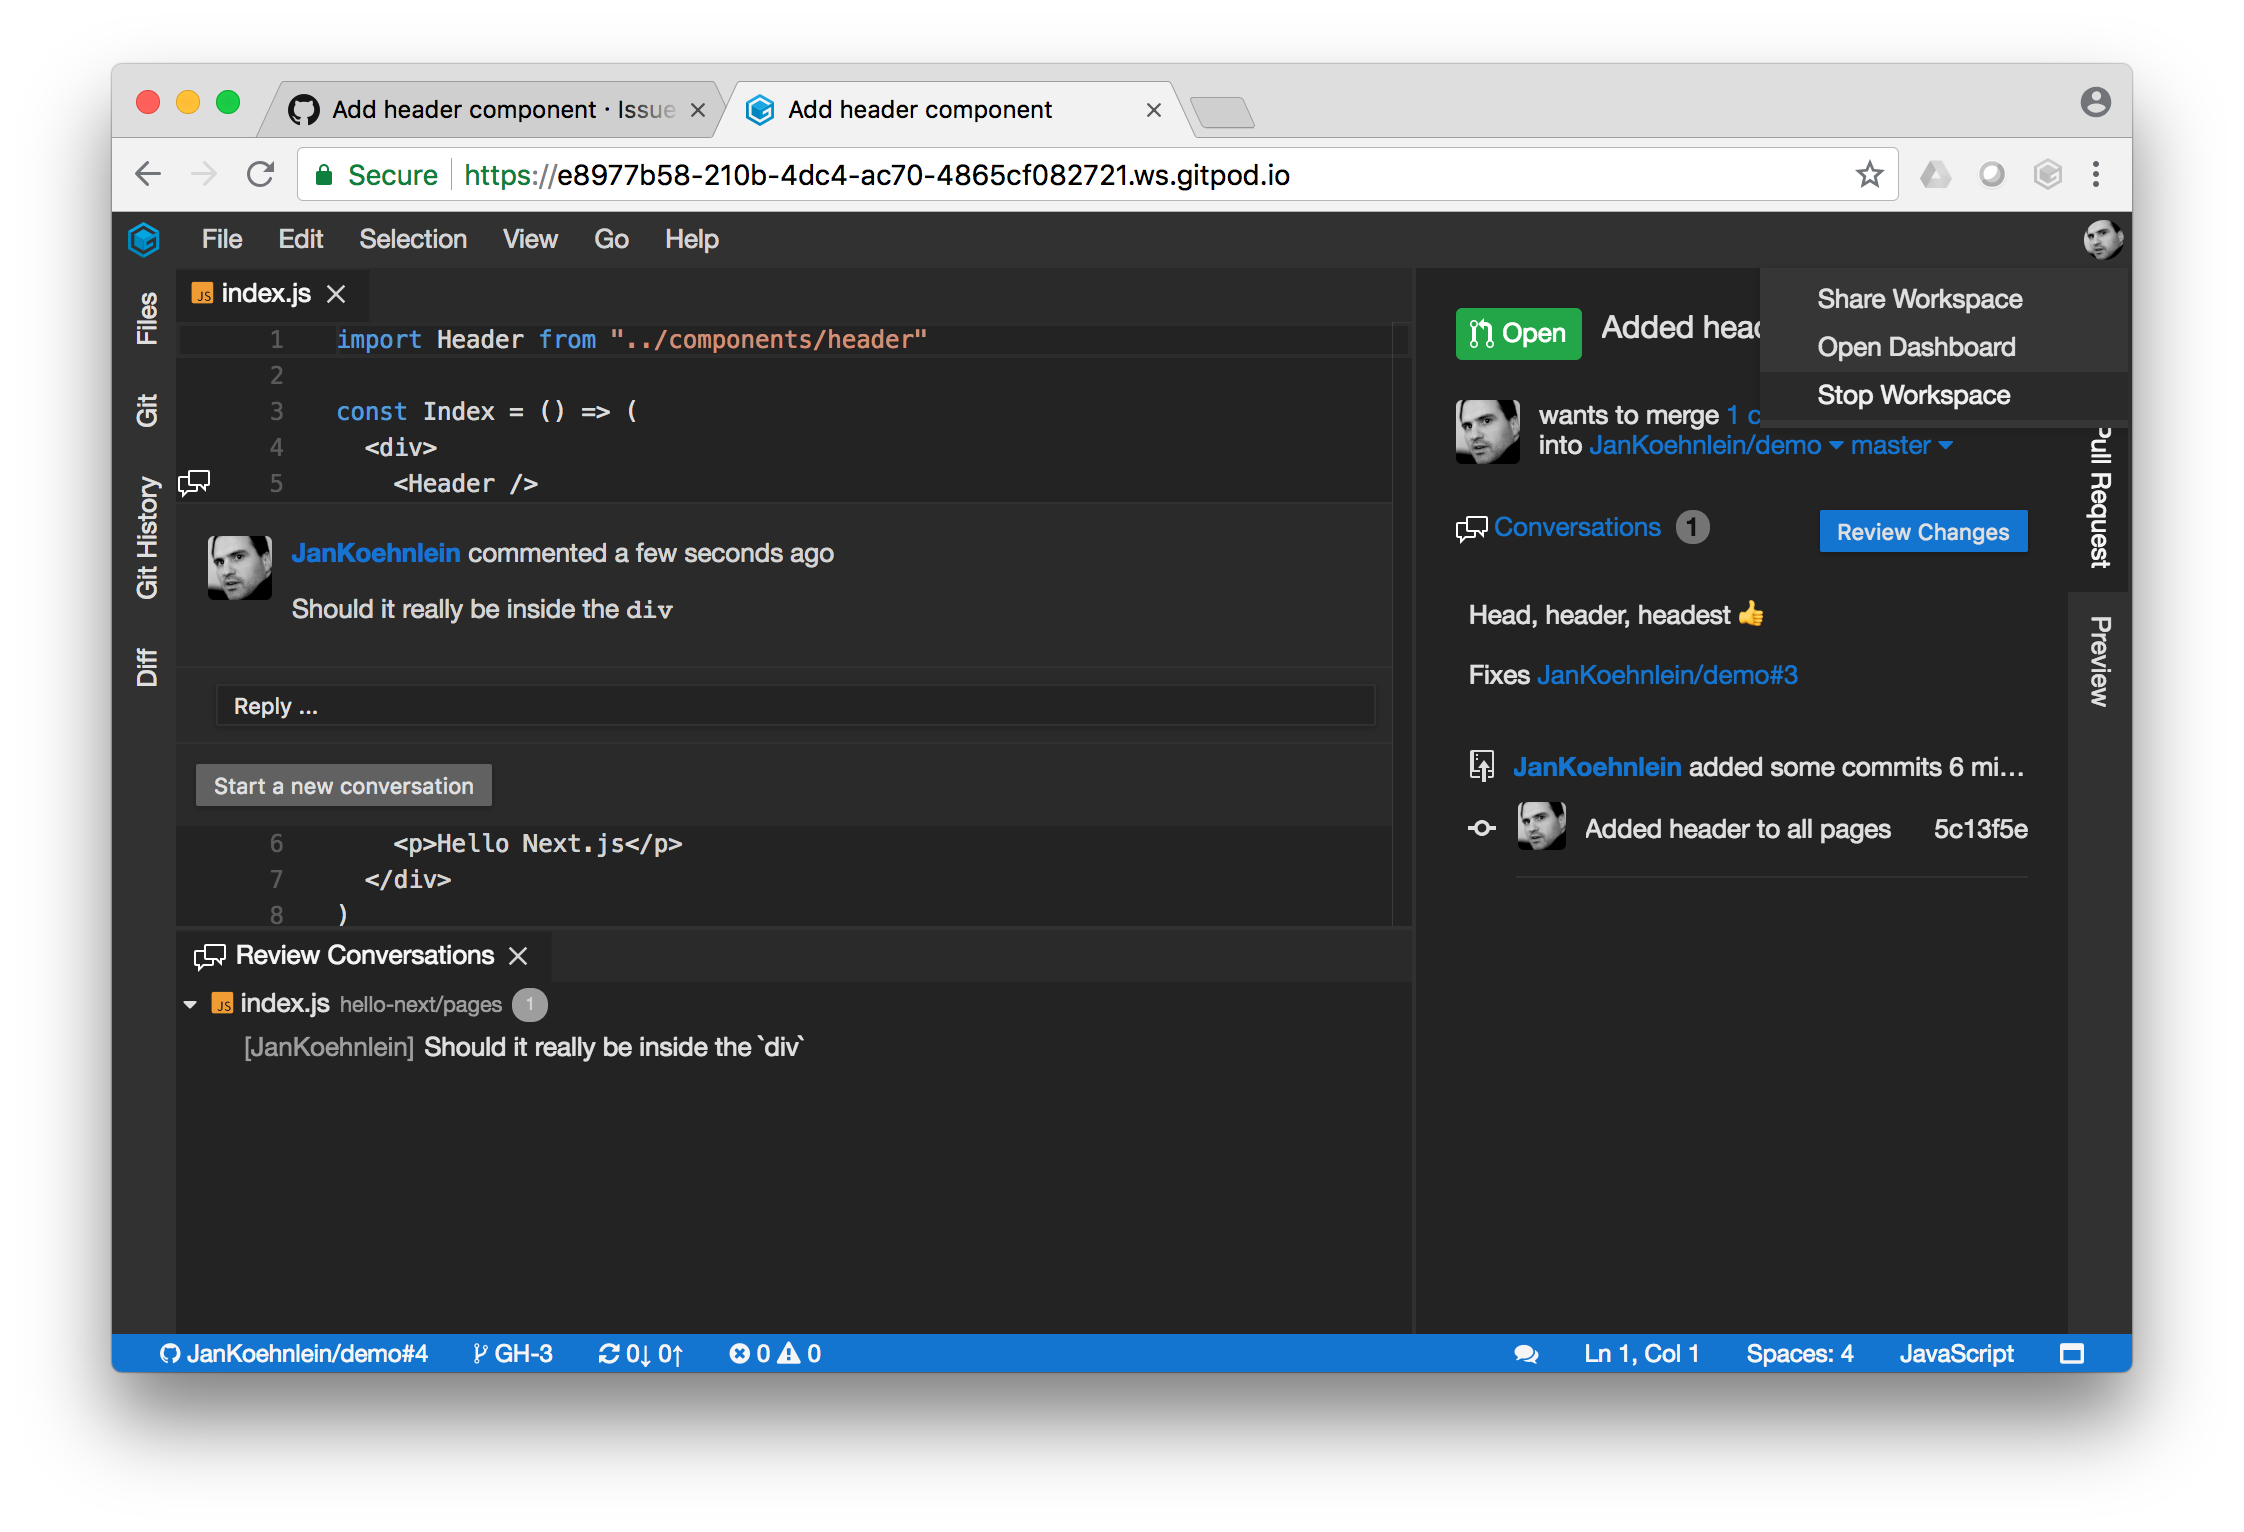 Add header component · Issue
Add header component
Secure https://e8977b58-210b-4dc4-ac70-4865cf082721.ws.gitpod.io
File Edit Selection View Go Help
Files
Git
Git History
Diff
JS index.js
1 import Header from "../components/header"
2
3 const Index = () => (
4 <div>
5 <Header />
JanKoehnlein commented a few seconds ago
Should it really be inside the div
Reply ...
Start a new conversation
6 <p>Hello Next.js</p>
7 </div>
8 )
Review Conversations
JS index.js hello-next/pages 1
[JanKoehnlein] Should it really be inside the `div`
Open Added head
wants to merge 1 c
into JanKoehnlein/demo master
Conversations 1 Review Changes
Head, header, headest 👍
Fixes JanKoehnlein/demo#3
JanKoehnlein added some commits 6 mi...
Added header to all pages 5c13f5e
Share Workspace
Open Dashboard
Stop Workspace
Pull Request
Preview
JanKoehnlein/demo#4 GH-3 0↓ 0↑ 0 0 Ln 1, Col 1 Spaces: 4 JavaScript